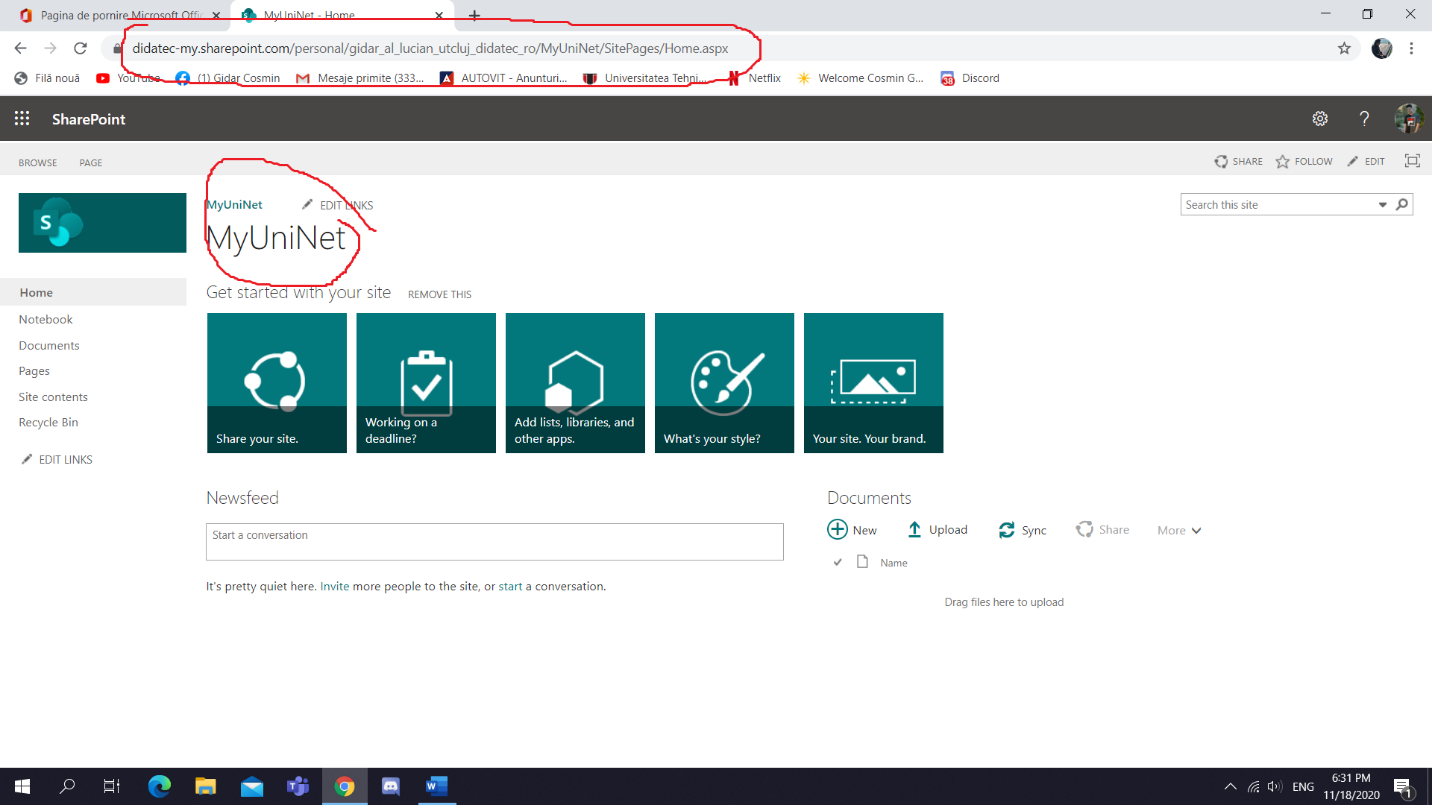 Pagina de pornire Microsoft Offic
MyUniNet - Home
didatec-my.sharepoint.com/personal/gidar_al_lucian_utcluj_didatec_ro/MyUniNet/SitePages/Home.aspx
Filă nouă YouTube (1) Gidar Cosmin Mesaje primite (333... AUTOVIT - Anunturi... Universitatea Tehni... Netflix Welcome Cosmin G... 38 Discord
SharePoint ?
BROWSE PAGE SHARE FOLLOW EDIT
S
MyUniNet EDIT LINKS
Search this site
MyUniNet
Home
Notebook
Documents
Pages
Site contents
Recycle Bin
EDIT LINKS
Get started with your site REMOVE THIS
Share your site.
Working on a
deadline?
Add lists, libraries, and
other apps.
What's your style?
Your site. Your brand.
Newsfeed
Start a conversation
It's pretty quiet here. Invite more people to the site, or start a conversation.
Documents
New Upload Sync Share More
Name
Drag files here to upload
ENG
6:31 PM
11/18/2020
1